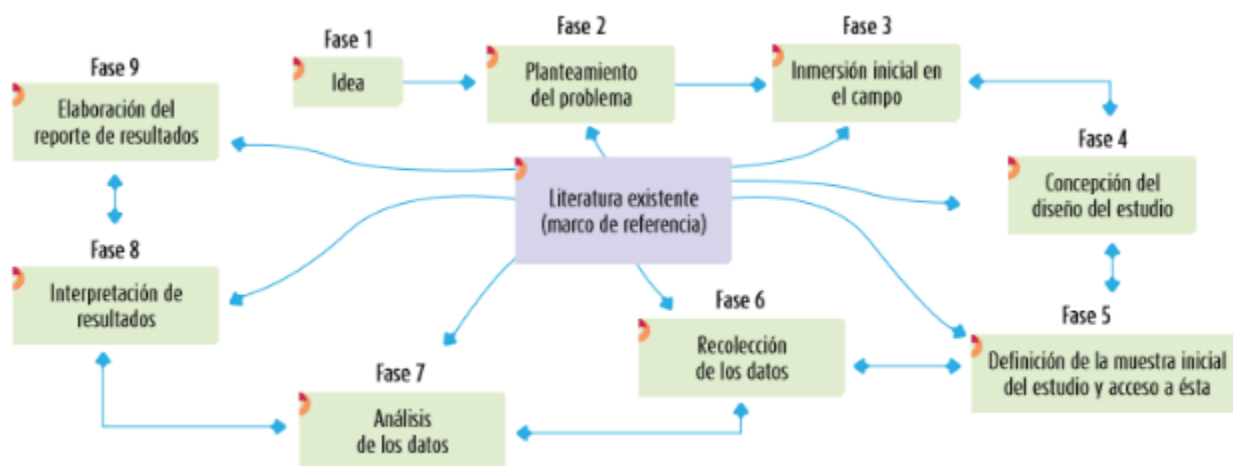 Fase 1
Idea
Fase 2
Planteamiento
del problema
Fase 3
Inmersión inicial en
el campo
Fase 4
Concepción del
diseño del estudio
Fase 5
Definición de la muestra inicial
del estudio y acceso a ésta
Fase 6
Recolección
de los datos
Fase 7
Análisis
de los datos
Fase 8
Interpretación de
resultados
Fase 9
Elaboración del
reporte de resultados
Literatura existente
(marco de referencia)